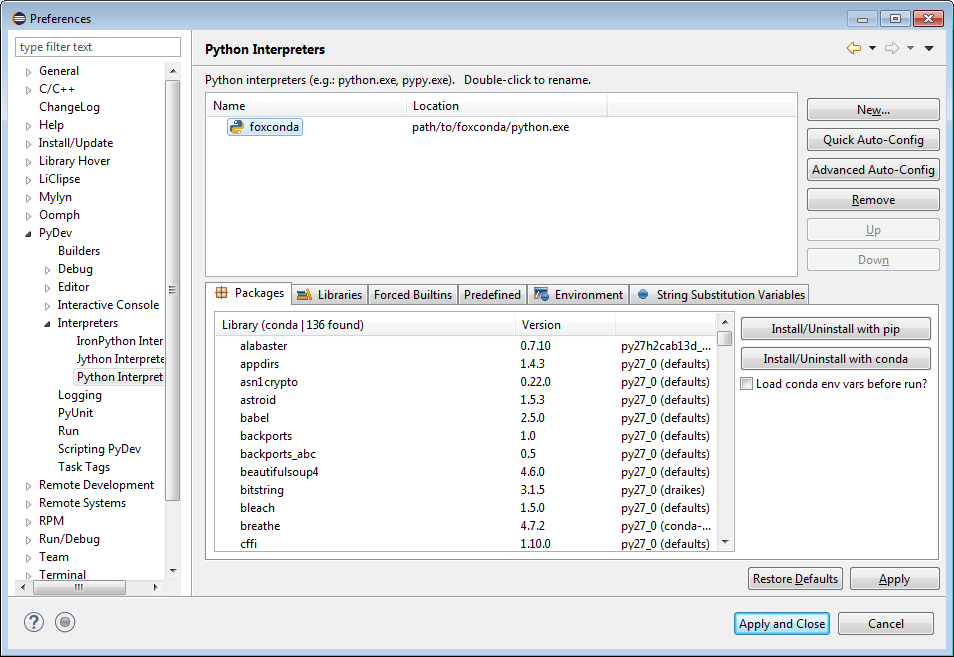 Preferences
type filter text
General
C/C++
ChangeLog
Help
Install/Update
Library Hover
LiClipse
Mylyn
Oomph
PyDev
Builders
Debug
Editor
Interactive Console
Interpreters
IronPython Inter
Jython Interprete
Python Interpret
Logging
PyUnit
Run
Scripting PyDev
Task Tags
Remote Development
Remote Systems
RPM
Run/Debug
Team
Terminal
Python Interpreters
Python interpreters (e.g.: python.exe, pypy.exe).   Double-click to rename.
Name Location
foxconda path/to/foxconda/python.exe
New...
Quick Auto-Config
Advanced Auto-Config
Remove
Up
Down
Packages Libraries Forced Builtins Predefined Environment String Substitution Variables
Library (conda | 136 found) Version
alabaster 0.7.10 py27h2cab13d_...
appdirs 1.4.3 py27_0 (defaults)
asn1crypto 0.22.0 py27_0 (defaults)
astroid 1.5.3 py27_0 (defaults)
babel 2.5.0 py27_0 (defaults)
backports 1.0 py27_0 (defaults)
backports_abc 0.5 py27_0 (defaults)
beautifulsoup4 4.6.0 py27_0 (defaults)
bitstring 3.1.5 py27_0 (draikes)
bleach 1.5.0 py27_0 (defaults)
breathe 4.7.2 py27_0 (conda-...
cffi 1.10.0 py27_0 (defaults)
Install/Uninstall with pip
Install/Uninstall with conda
Load conda env vars before run?
Restore Defaults Apply
? Apply and Close Cancel